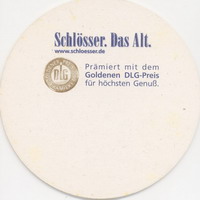 Schlösser. Das Alt.
www.schloesser.de
DLG
Prämiert mit dem
Goldenen DLG-Preis
für höchsten Genuß.